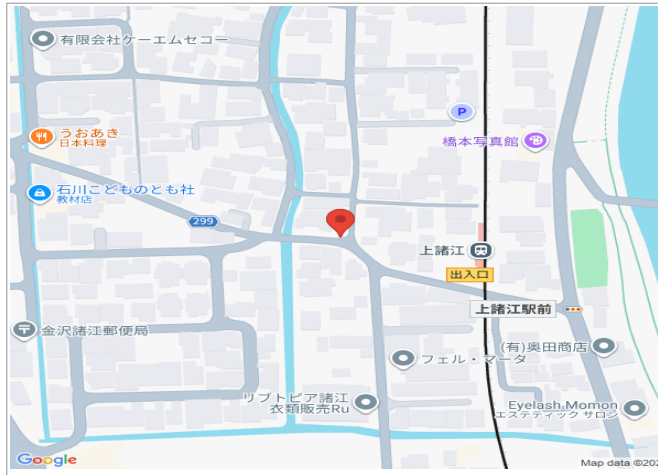 有限会社ケーエムセコー
P
うおあき
日本料理
橋本写真館
石川こどものとも社
教材店
299
上諸江
出入口
上諸江駅前
金沢諸江郵便局
(有)奥田商店
フェル・マータ
リブトピア諸江
衣類販売Ru
Eyelash Momon
エステティック サロン
Google
Map data ©202